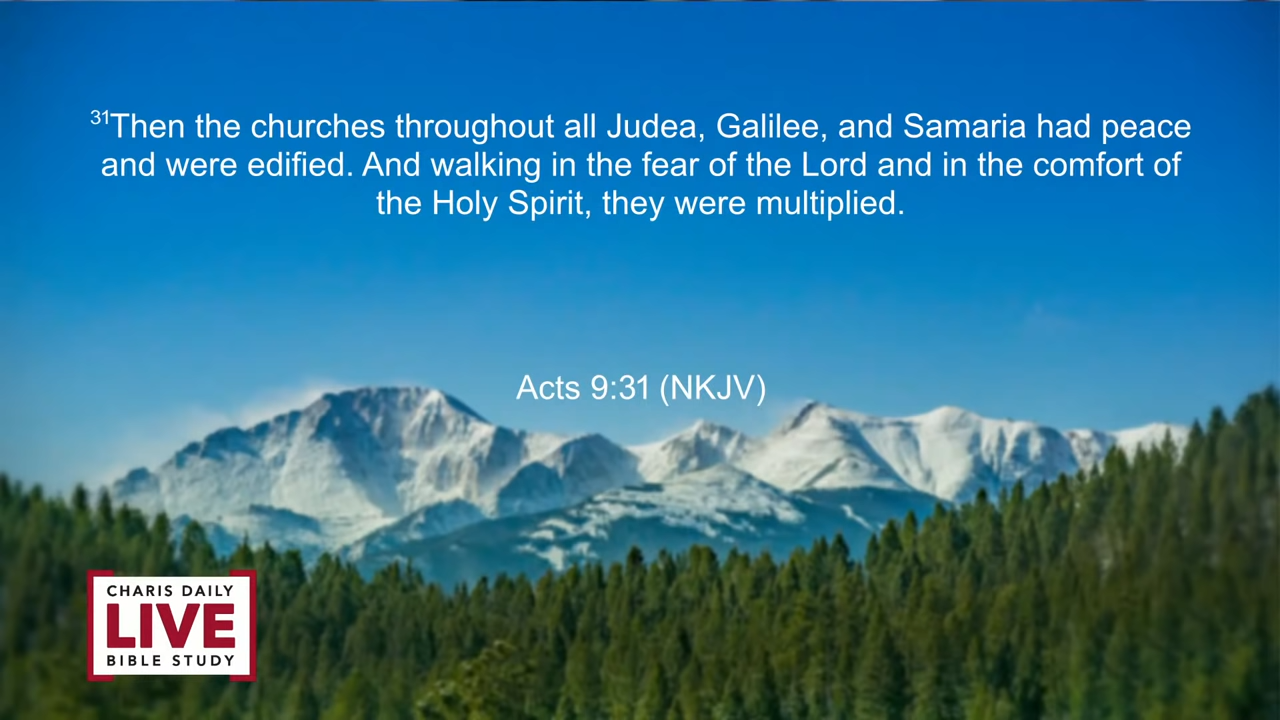 31Then the churches throughout all Judea, Galilee, and Samaria had peace
and were edified. And walking in the fear of the Lord and in the comfort of
the Holy Spirit, they were multiplied.
Acts 9:31 (NKJV)
CHARIS DAILY
LIVE
BIBLE STUDY